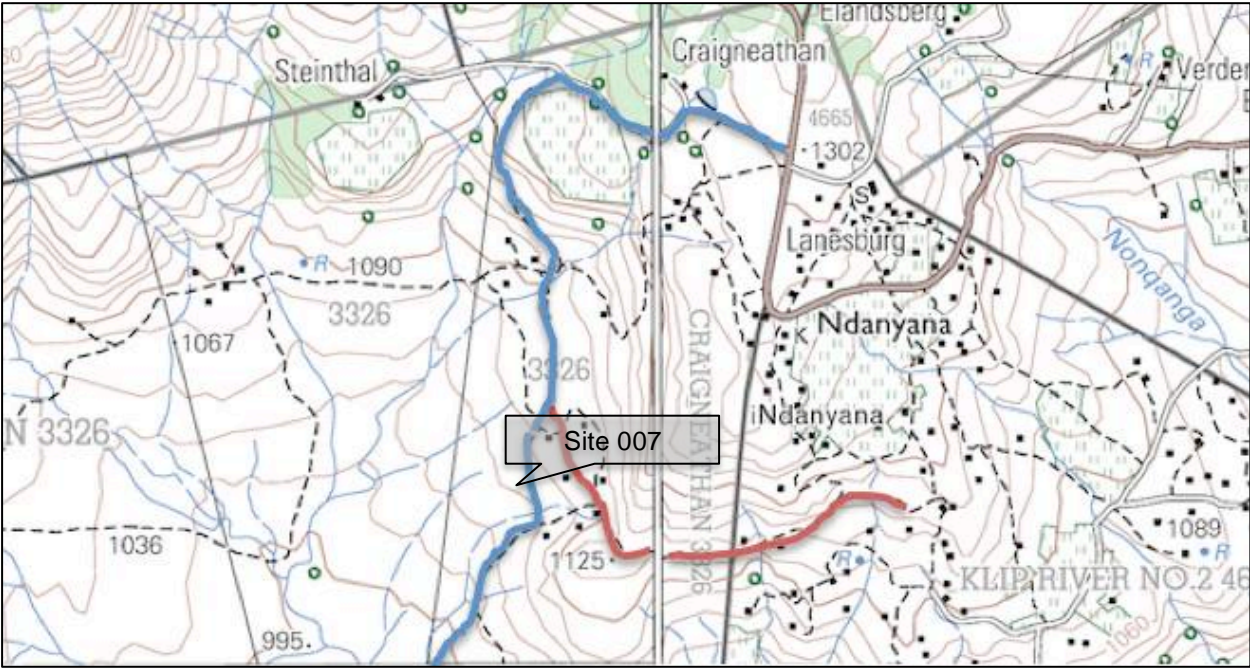 Elandsberg
Craigneathan
Steinthal
R
Verder
4665
1302
S
Nonqanga
Lanesburg
R 1090
3326
Ndanyana
1067
K
3326
CRAIGNEATHAN 3326
iNdanyana
N 3326
Site 007
1036
1125
R
1089
R
KLIP RIVER NO.2 46
995
1060